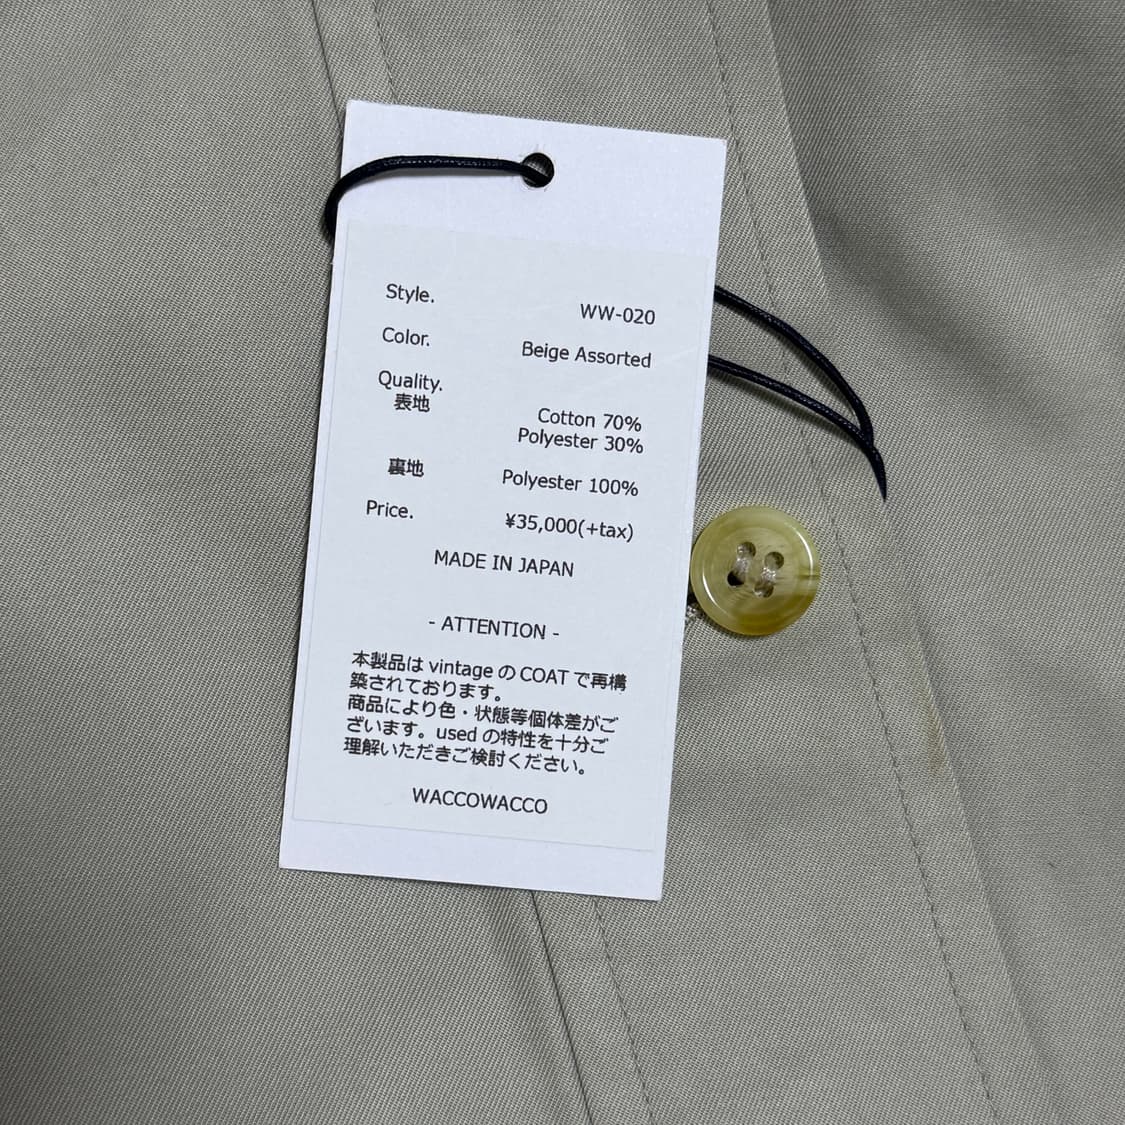 Style. WW-020
Color. Beige Assorted
Quality.
表地 Cotton 70%
Polyester 30%
裏地 Polyester 100%
Price. ¥35,000(+tax)
MADE IN JAPAN
- ATTENTION -
本製品は vintage の COAT で再構
築されております。
商品により色・状態等個体差がご
ざいます。used の特性を十分ご
理解いただきご検討ください。
WACCOWACCO